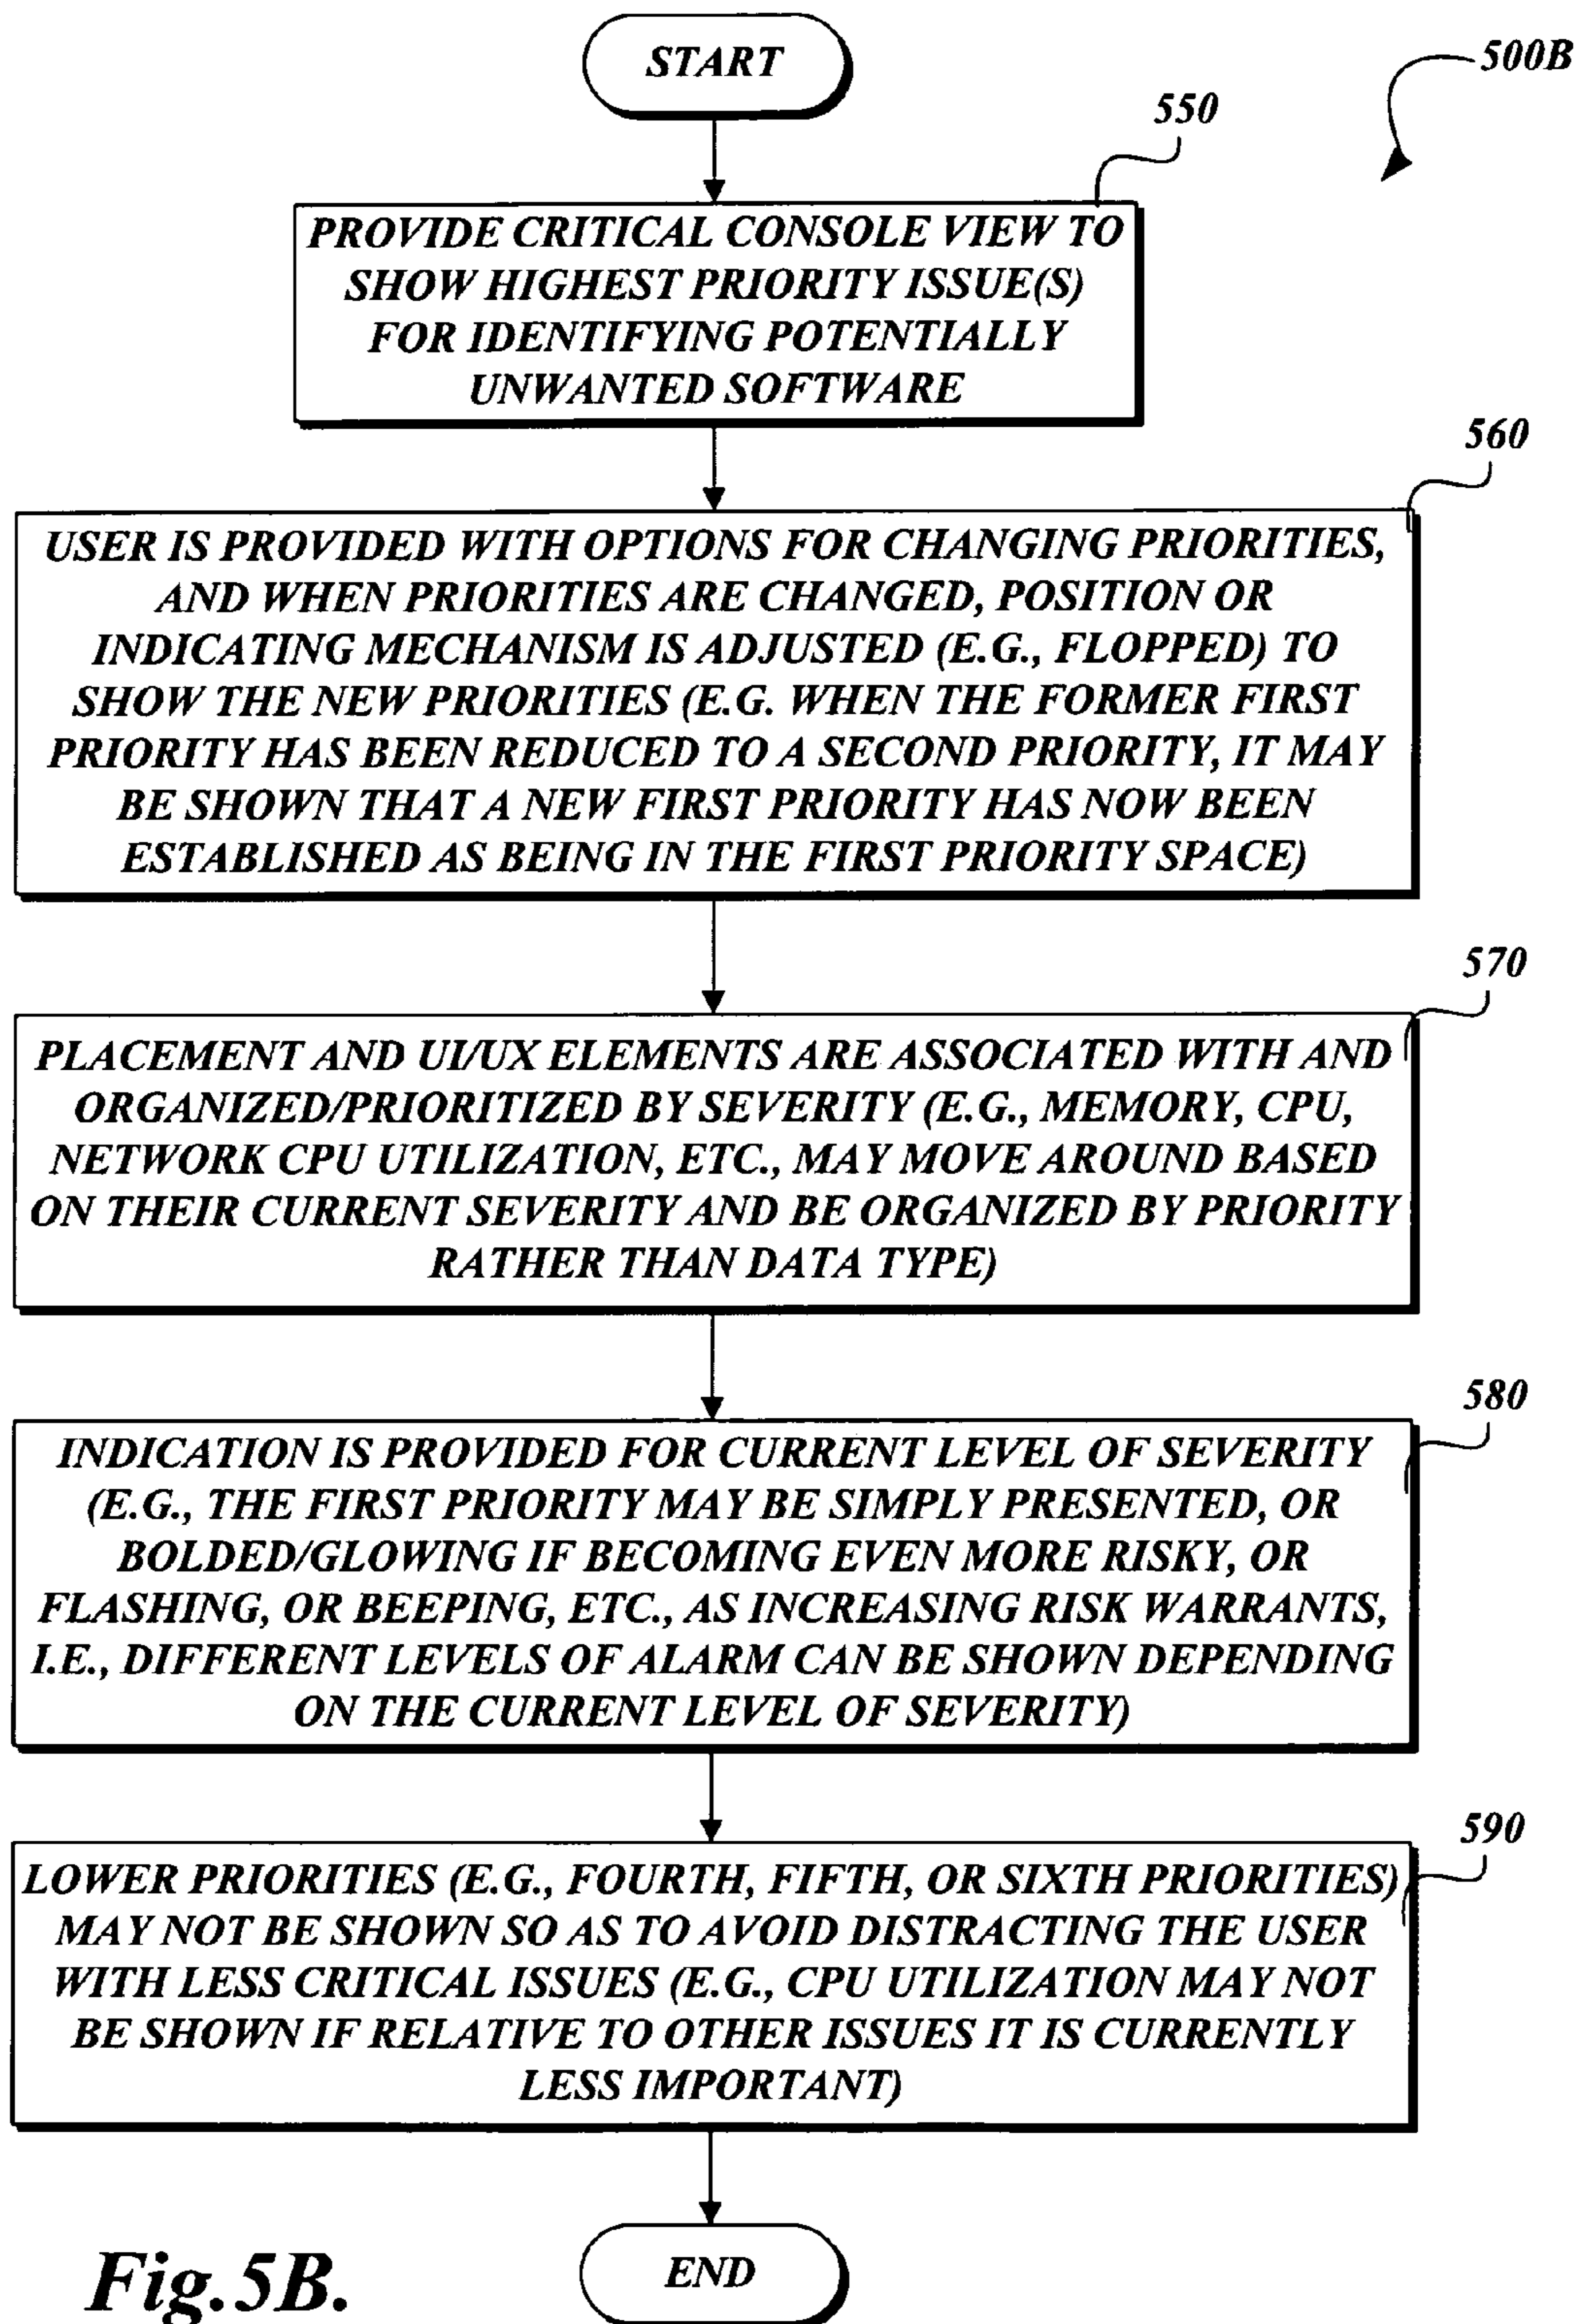 START
500B
550
PROVIDE CRITICAL CONSOLE VIEW TO
SHOW HIGHEST PRIORITY ISSUE(S)
FOR IDENTIFYING POTENTIALLY
UNWANTED SOFTWARE
560
USER IS PROVIDED WITH OPTIONS FOR CHANGING PRIORITIES,
AND WHEN PRIORITIES ARE CHANGED, POSITION OR
INDICATING MECHANISM IS ADJUSTED (E.G., FLOPPED) TO
SHOW THE NEW PRIORITIES (E.G. WHEN THE FORMER FIRST
PRIORITY HAS BEEN REDUCED TO A SECOND PRIORITY, IT MAY
BE SHOWN THAT A NEW FIRST PRIORITY HAS NOW BEEN
ESTABLISHED AS BEING IN THE FIRST PRIORITY SPACE)
570
PLACEMENT AND UI/UX ELEMENTS ARE ASSOCIATED WITH AND
ORGANIZED/PRIORITIZED BY SEVERITY (E.G., MEMORY, CPU,
NETWORK CPU UTILIZATION, ETC., MAY MOVE AROUND BASED
ON THEIR CURRENT SEVERITY AND BE ORGANIZED BY PRIORITY
RATHER THAN DATA TYPE)
580
INDICATION IS PROVIDED FOR CURRENT LEVEL OF SEVERITY
(E.G., THE FIRST PRIORITY MAY BE SIMPLY PRESENTED, OR
BOLDED/GLOWING IF BECOMING EVEN MORE RISKY, OR
FLASHING, OR BEEPING, ETC., AS INCREASING RISK WARRANTS,
I.E., DIFFERENT LEVELS OF ALARM CAN BE SHOWN DEPENDING
ON THE CURRENT LEVEL OF SEVERITY)
590
LOWER PRIORITIES (E.G., FOURTH, FIFTH, OR SIXTH PRIORITIES)
MAY NOT BE SHOWN SO AS TO AVOID DISTRACTING THE USER
WITH LESS CRITICAL ISSUES (E.G., CPU UTILIZATION MAY NOT
BE SHOWN IF RELATIVE TO OTHER ISSUES IT IS CURRENTLY
LESS IMPORTANT)
END
Fig.5B.